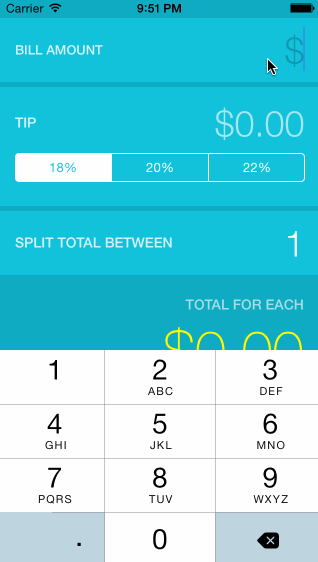 Carrier 9:51 PM
BILL AMOUNT $
TIP $0.00
18% 20% 22%
SPLIT TOTAL BETWEEN 1
TOTAL FOR EACH
$0.00
1 2 3
ABC DEF
4 5 6
GHI JKL MNO
7 8 9
PQRS TUV WXYZ
. 0